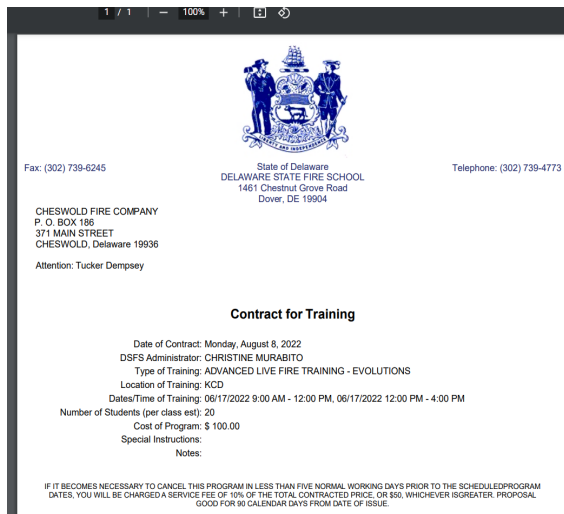 1 / 1 100%
LIBERTY AND INDEPENDENCE
Fax: (302) 739-6245
State of Delaware
Telephone: (302) 739-4773
DELAWARE STATE FIRE SCHOOL
1461 Chestnut Grove Road
Dover, DE 19904
CHESWOLD FIRE COMPANY
P. O. BOX 186
371 MAIN STREET
CHESWOLD, Delaware 19936
Attention: Tucker Dempsey
Contract for Training
Date of Contract: Monday, August 8, 2022
DSFS Administrator: CHRISTINE MURABITO
Type of Training: ADVANCED LIVE FIRE TRAINING - EVOLUTIONS
Location of Training: KCD
Dates/Time of Training: 06/17/2022 9:00 AM - 12:00 PM, 06/17/2022 12:00 PM - 4:00 PM
Number of Students (per class est): 20
Cost of Program: $ 100.00
Special Instructions:
Notes:
IF IT BECOMES NECESSARY TO CANCEL THIS PROGRAM IN LESS THAN FIVE NORMAL WORKING DAYS PRIOR TO THE SCHEDULEDPROGRAM
DATES, YOU WILL BE CHARGED A SERVICE FEE OF 10% OF THE TOTAL CONTRACTED PRICE, OR $50, WHICHEVER ISGREATER. PROPOSAL
GOOD FOR 90 CALENDAR DAYS FROM DATE OF ISSUE.